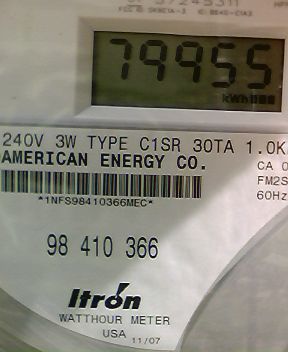 79955
kWh
240V 3W TYPE C1SR 30TA 1.0K
AMERICAN ENERGY CO.
CA 0
FM2S
60Hz
*1NFS98410366MEC*
98 410 366
Itron
WATTHOUR METER
USA 11/07